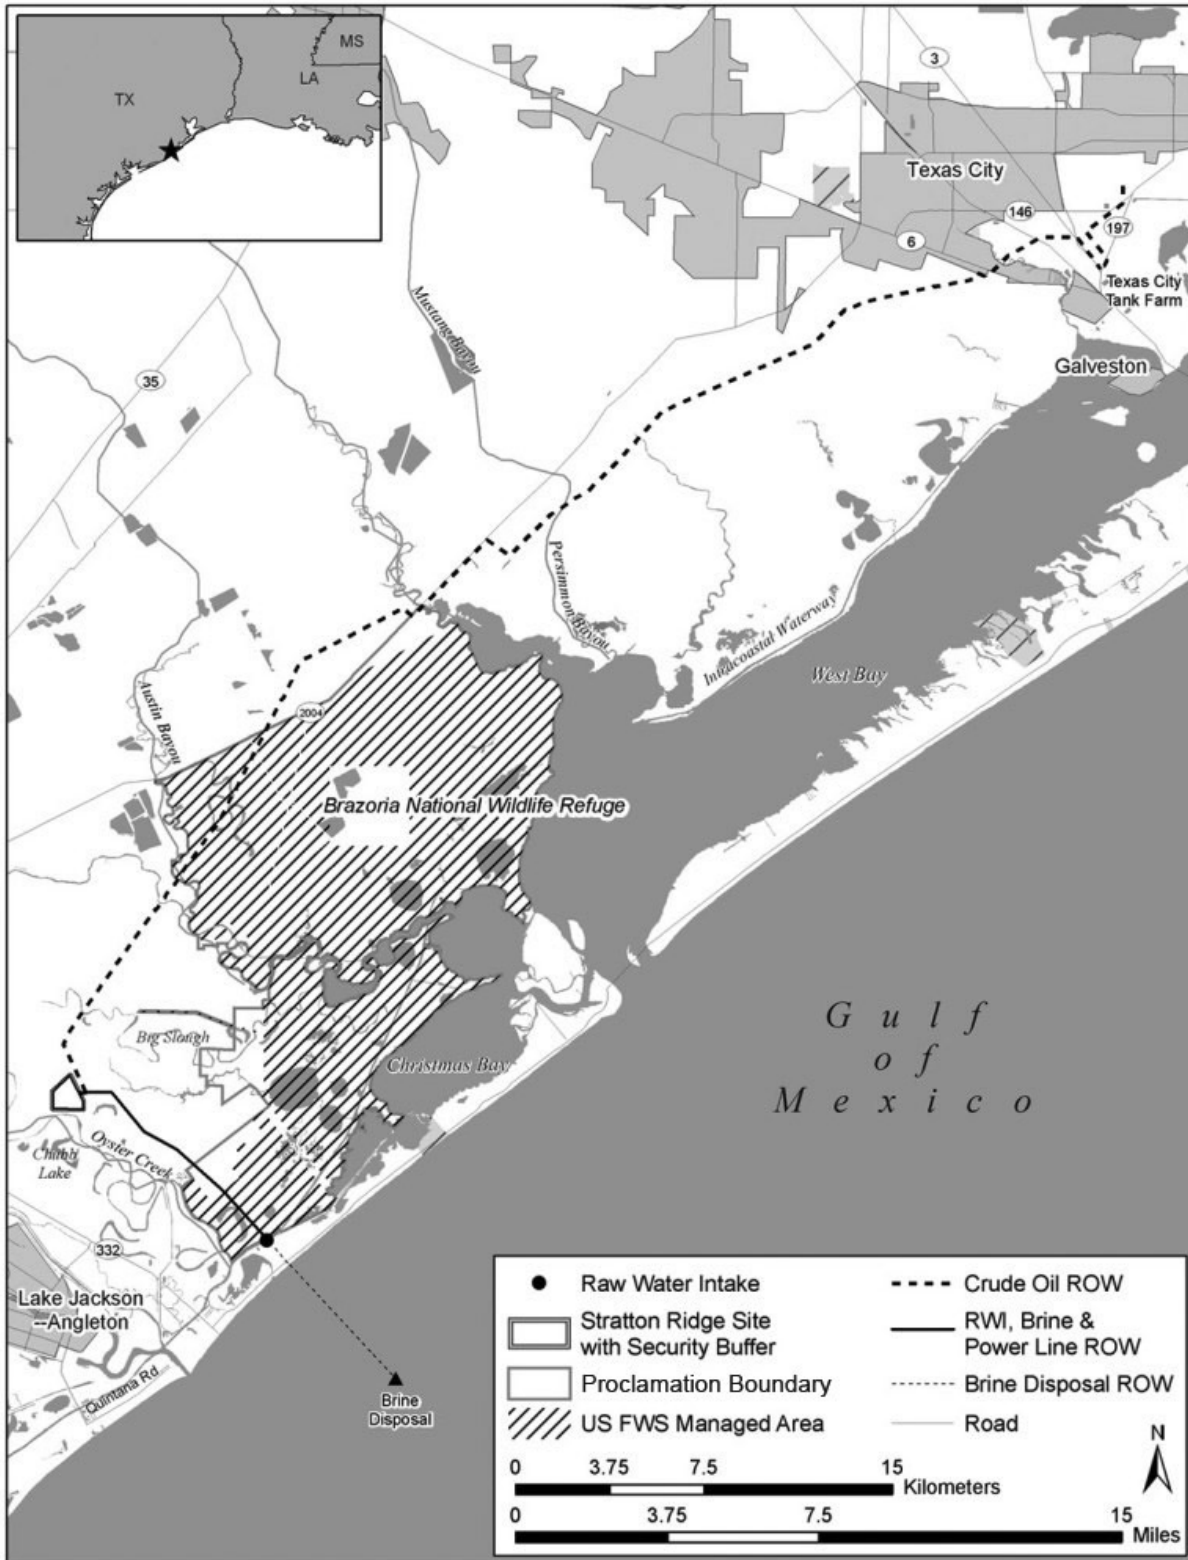 MS
LA
TX
3
Texas City
146
197
6
Texas City
Tank Farm
Mustang Bayou
Galveston
35
Persimmon Bayou
Intracoastal Waterway
West Bay
Austin Bayou
2004
Brazoria National Wildlife Refuge
Gulf
of
Mexico
Big Slough
Christmas Bay
Oyster Creek
Chubb
Lake
332
Lake Jackson
--Angleton
Quintana Rd
Brine
Disposal
Raw Water Intake
Stratton Ridge Site
with Security Buffer
Proclamation Boundary
US FWS Managed Area
Crude Oil ROW
RWI, Brine &
Power Line ROW
Brine Disposal ROW
Road
N
0 3.75 7.5 15
Kilometers
0 3.75 7.5 15
Miles